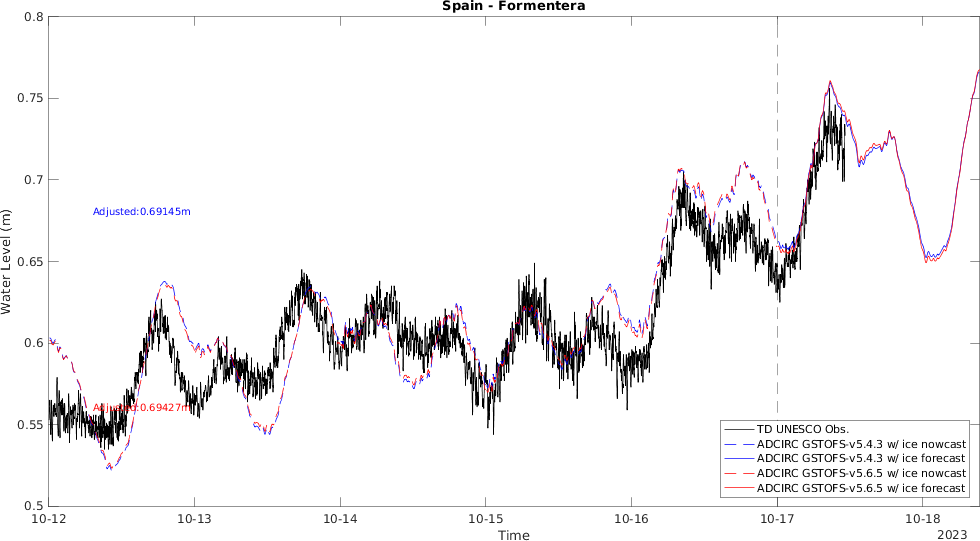 Spain - Formentera
0.8
0.75
0.7
0.65
0.6
0.55
0.5
Water Level (m)
Adjusted:0.69145m
Adjusted:0.69427m
TD UNESCO Obs.
ADCIRC GSTOFS-v5.4.3 w/ ice nowcast
ADCIRC GSTOFS-v5.4.3 w/ ice forecast
ADCIRC GSTOFS-v5.6.5 w/ ice nowcast
ADCIRC GSTOFS-v5.6.5 w/ ice forecast
10-12 10-13 10-14 10-15 10-16 10-17 10-18
Time
2023